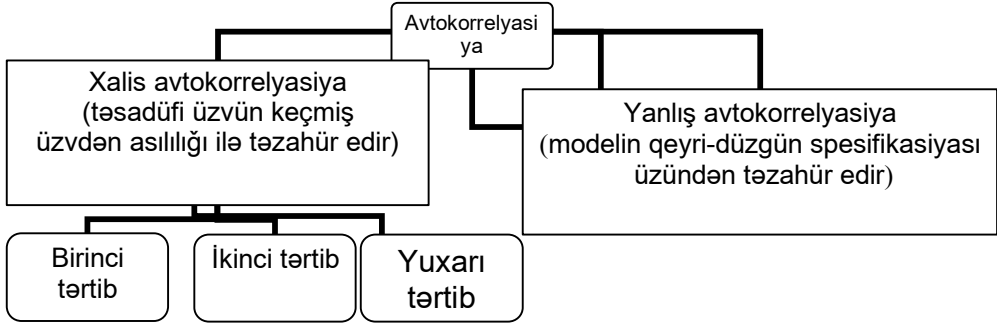 Avtokorrelyasi
ya
Xalis avtokorrelyasiya
(təsadüfi üzvün keçmiş
üzvdən asılılığı ilə təzahür edir)
Yanlış avtokorrelyasiya
(modelin qeyri-düzgün spesifikasiyası
üzündən təzahür edir)
Birinci
tərtib
İkinci tərtib
Yuxarı
tərtib